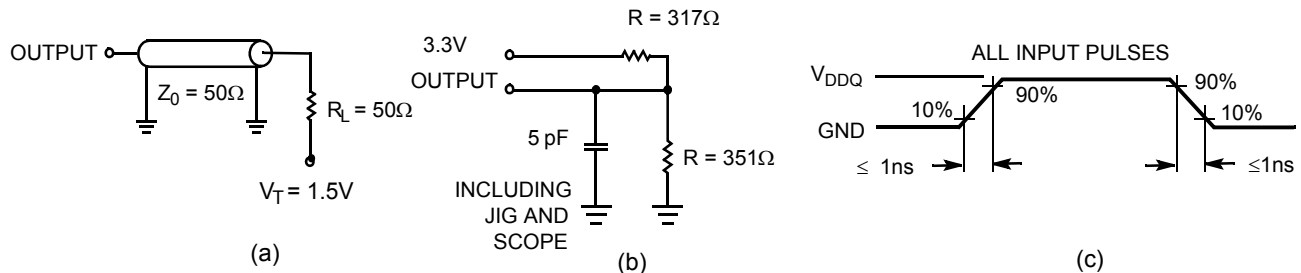 OUTPUT
Z0 = 50Ω
RL = 50Ω
VT = 1.5V
(a)
R = 317Ω
3.3V
OUTPUT
5 pF
R = 351Ω
INCLUDING
JIG AND
SCOPE
(b)
ALL INPUT PULSES
VDDQ
90%
90%
10%
10%
GND
≤ 1ns
≤1ns
(c)